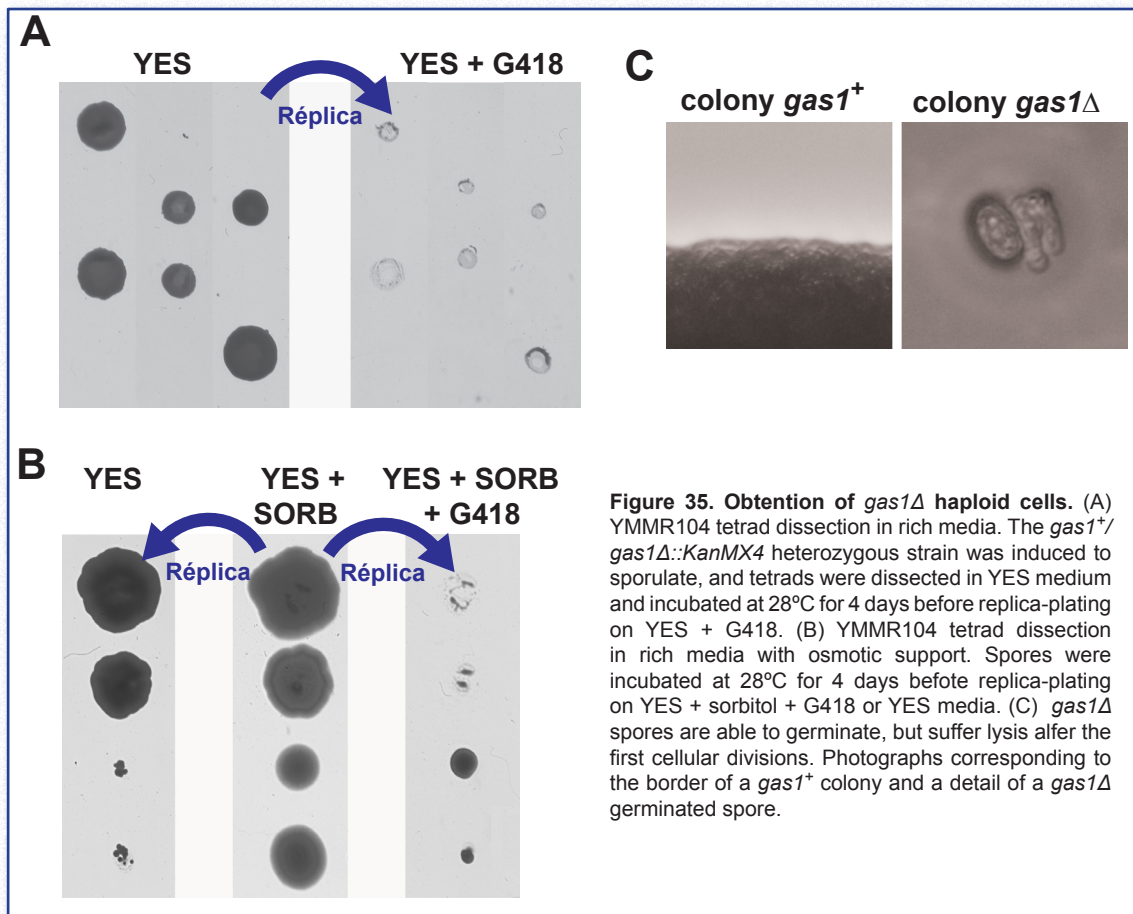 A
YES
YES + G418
Réplica
C
colony gas1+
colony gas1Δ
B
YES
YES +
SORB
YES + SORB
+ G418
Réplica
Réplica
Figure 35. Obtention of gas1Δ haploid cells. (A)
YMMR104 tetrad dissection in rich media. The gas1+/
gas1Δ::KanMX4 heterozygous strain was induced to
sporulate, and tetrads were dissected in YES medium
and incubated at 28ºC for 4 days before replica-plating
on YES + G418. (B) YMMR104 tetrad dissection
in rich media with osmotic support. Spores were
incubated at 28ºC for 4 days befote replica-plating
on YES + sorbitol + G418 or YES media. (C) gas1Δ
spores are able to germinate, but suffer lysis alfer the
first cellular divisions. Photographs corresponding to
the border of a gas1+ colony and a detail of a gas1Δ
germinated spore.